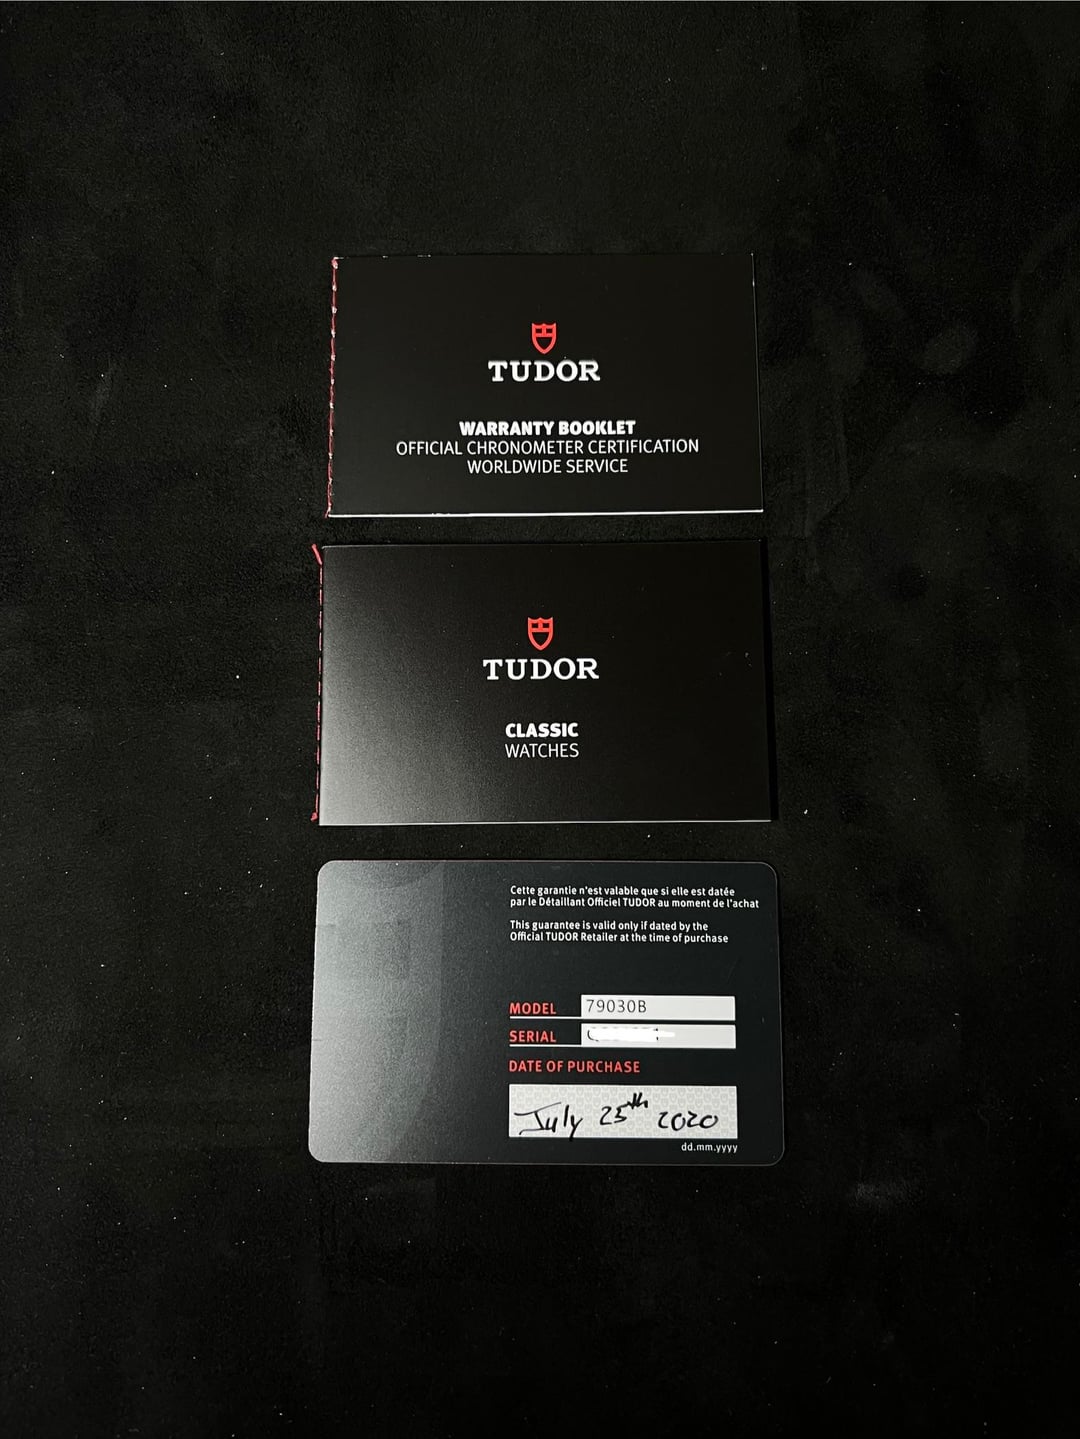 TUDOR
WARRANTY BOOKLET
OFFICIAL CHRONOMETER CERTIFICATION
WORLDWIDE SERVICE
TUDOR
CLASSIC
WATCHES
Cette garantie n'est valable que si elle est datée
par le Détaillant Officiel TUDOR au moment de l'achat
This guarantee is valid only if dated by the
Official TUDOR Retailer at the time of purchase
MODEL 79030B
SERIAL
DATE OF PURCHASE
July 25th 2020
dd.mm.yyyy